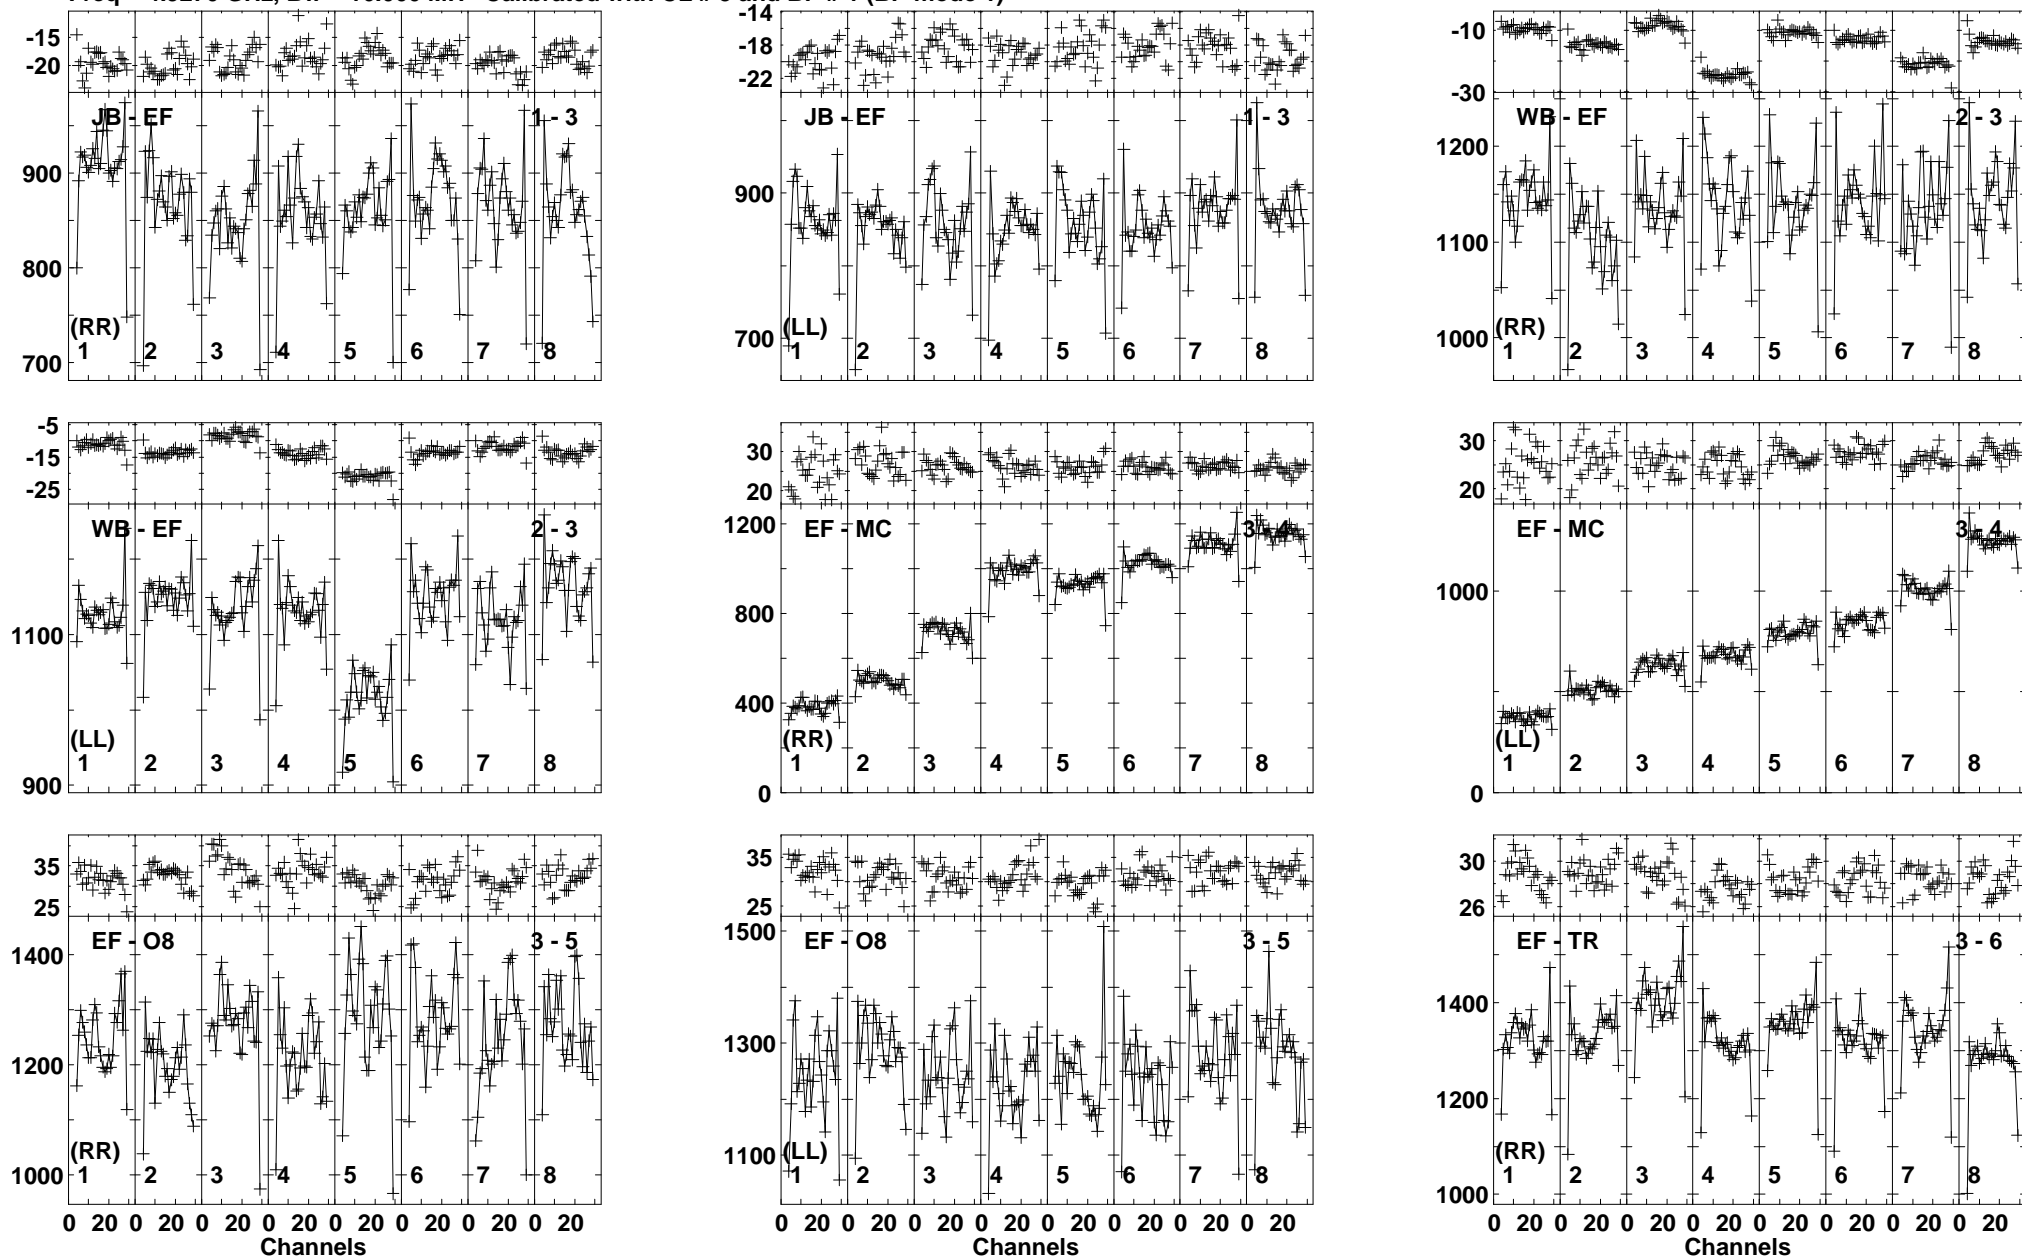 -15
-20
JB - EF
1 - 3
900
800
700
(RR)
1 2 3 4 5 6 7 8
-14
-18
-22
JB - EF
1 - 3
900
700
(LL)
1 2 3 4 5 6 7 8
-10
-30
WB - EF
2 - 3
1200
1100
1000
(RR)
1 2 3 4 5 6 7 8
-5
-15
-25
WB - EF
2 - 3
1100
900
(LL)
1 2 3 4 5 6 7 8
30
20
EF - MC
3 - 4
1200
800
400
0
(RR)
1 2 3 4 5 6 7 8
30
20
EF - MC
3 - 4
1000
0
(LL)
1 2 3 4 5 6 7 8
35
25
EF - O8
3 - 5
1400
1200
1000
(RR)
1 2 3 4 5 6 7 8
0 20 0 20 0 20 0 20 0 20 0 20 0 20 0 20
Channels
35
25
EF - O8
3 - 5
1500
1300
1100
(LL)
1 2 3 4 5 6 7 8
0 20 0 20 0 20 0 20 0 20 0 20 0 20 0 20
Channels
30
26
EF - TR
3 - 6
1400
1200
1000
(RR)
1 2 3 4 5 6 7 8
0 20 0 20 0 20 0 20 0 20 0 20 0 20 0 20
Channels